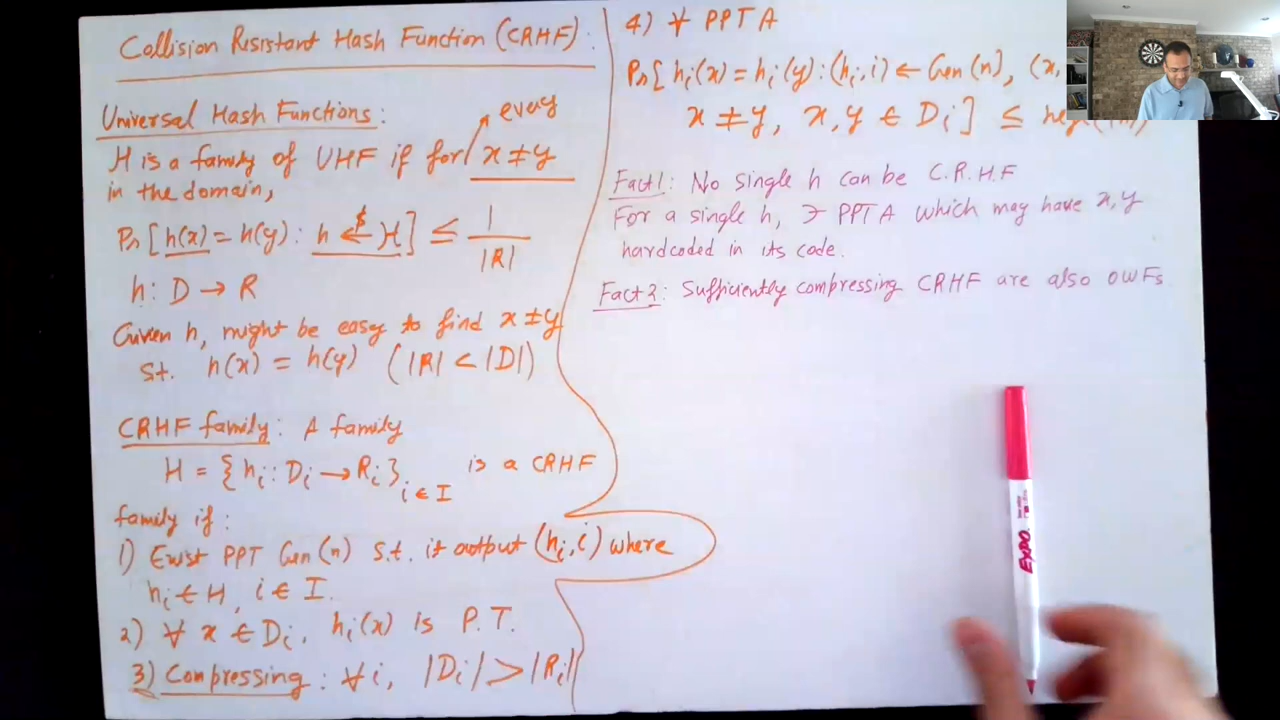 Collision Resistant Hash Function (CRHF):
Universal Hash Functions:
every
H is a family of UHF if for x ≠ y
in the domain,
Pr [ h(x) = h(y) : h ←$ H ] ≤ 1/|R|
h : D → R
Given h, might be easy to find x ≠ y
St. h(x) = h(y) ( |R| < |D| )
CRHF family : A family
H = { hi : Di → Ri } i ∈ I is a CRHF
family if :
1) Exist PPT Gen(n) s.t. it output (hi, i) where
hi ∈ H, i ∈ I.
2) ∀ x ∈ Di, hi(x) is P.T.
3) Compressing : ∀ i, |Di| > |Ri|
4) ∀ PPT A
Pr[ hi(x) = hi(y) : (hi, i) ← Gen(n), (x,
x ≠ y, x, y ∈ Di ] ≤
Fact 1 : No single h can be C.R.H.F
For a single h, ∃ PPT A which may have x, y
hardcoded in its code.
Fact 2 : Sufficiently compressing CRHF are also OWFs
EXPO